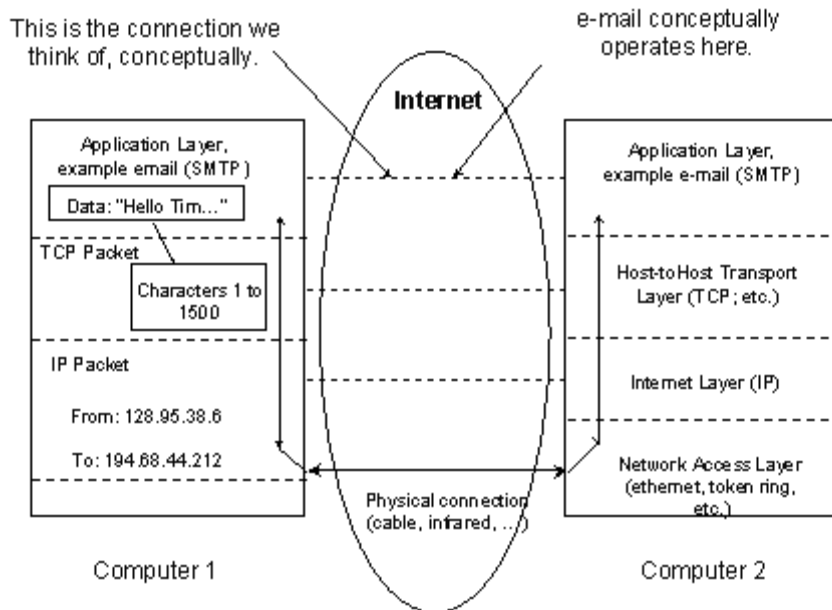 This is the connection we
think of, conceptually.
e-mail conceptually
operates here.
Internet
Application Layer,
example email (SMTP)
Data: "Hello Tim..."
TCP Packet
Characters 1 to
1500
IP Packet
From: 128.95.38.6
To: 194.68.44.212
Physical connection
(cable, infrared, ...)
Application Layer,
example e-mail (SMTP)
Host-to-Host Transport
Layer (TCP; etc.)
Internet Layer (IP)
Network Access Layer
(ethernet, token ring,
etc.)
Computer 1
Computer 2